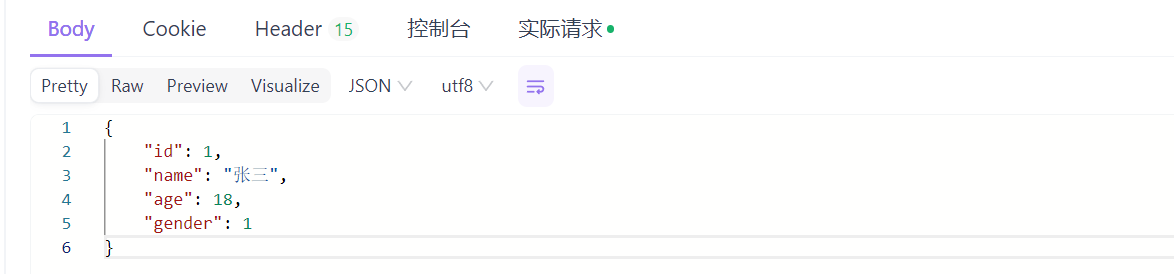 Body Cookie Header 15 控制台 实际请求
Pretty Raw Preview Visualize JSON utf8
1 {
2 "id": 1,
3 "name": "张三",
4 "age": 18,
5 "gender": 1
6 }